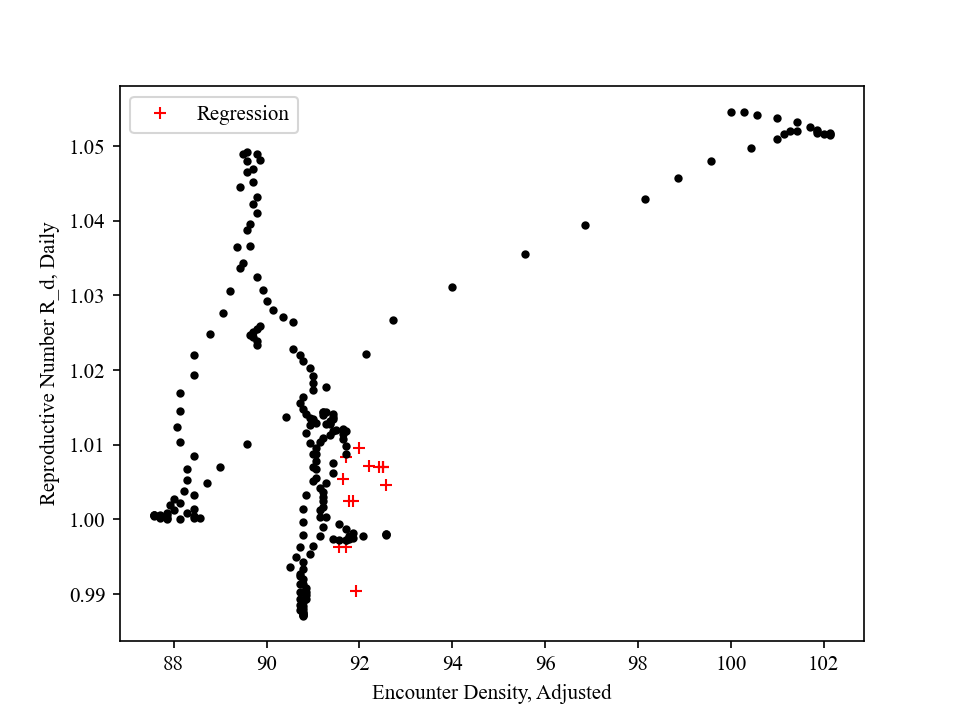 Regression
1.05
1.04
1.03
1.02
1.01
1.00
0.99
Reproductive Number R_d, Daily
88 90 92 94 96 98 100 102
Encounter Density, Adjusted